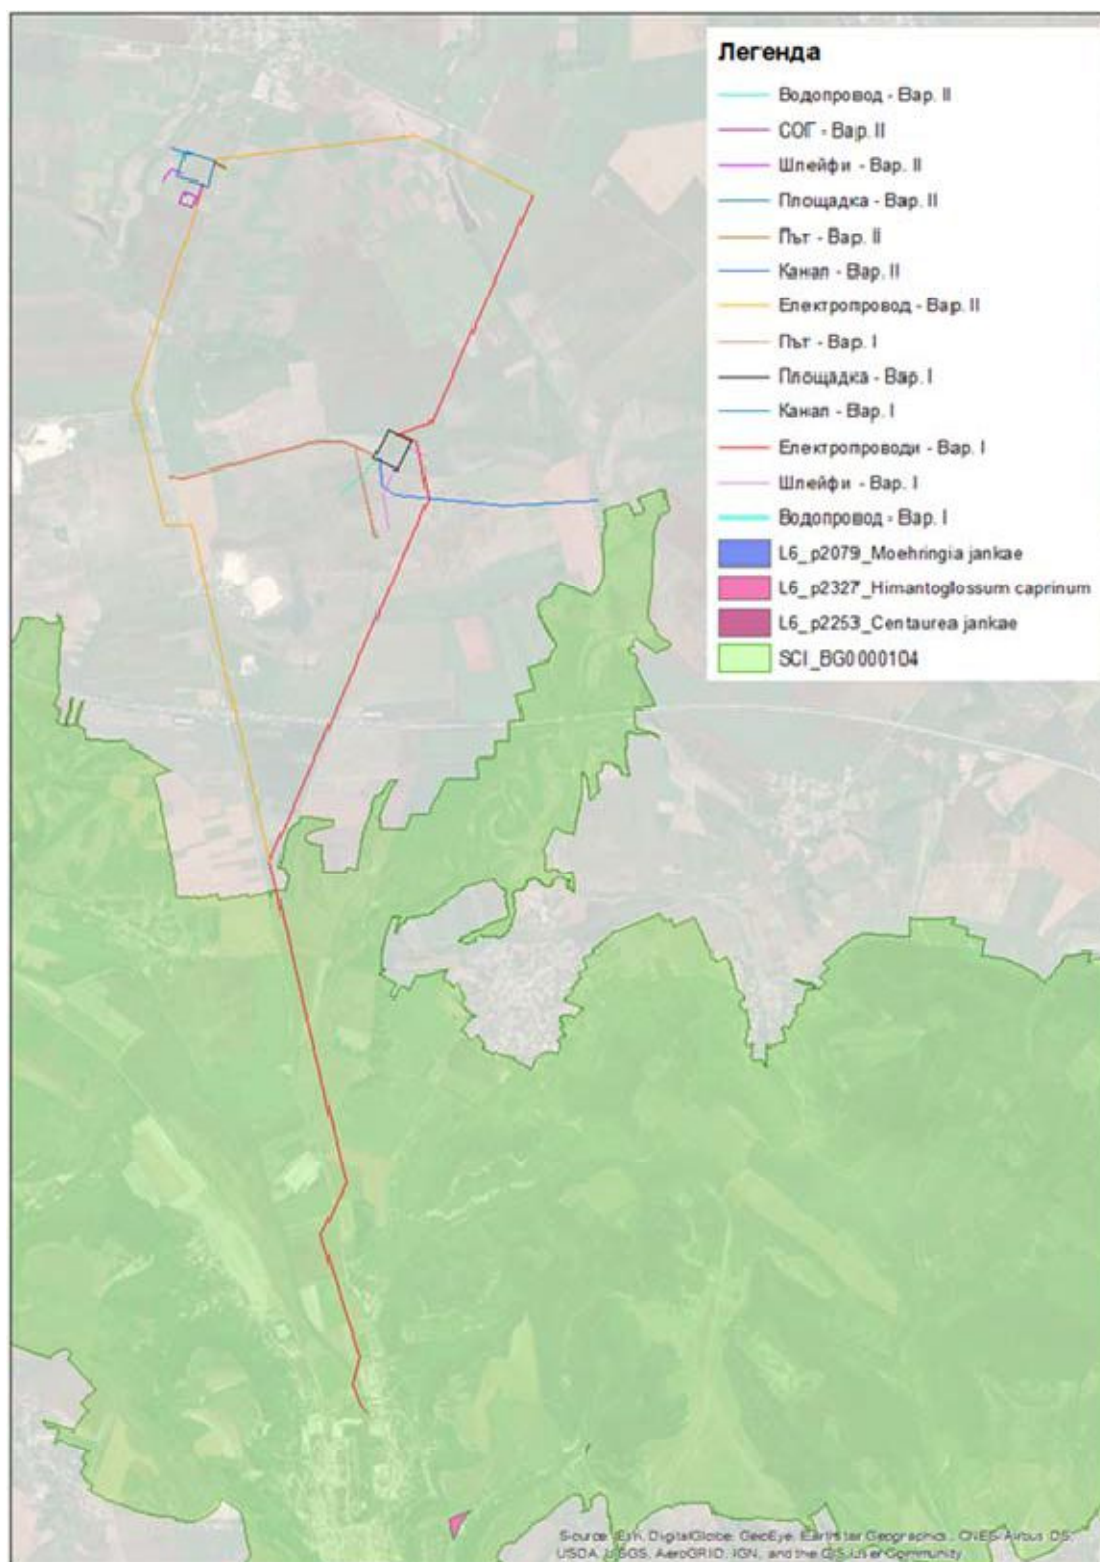 Легенда
Водопровод - Вар. II
СОГ - Вар. II
Шлейфи - Вар. II
Площадка - Вар. II
Път - Вар. II
Канал - Вар. II
Електропровод - Вар. II
Път - Вар. I
Площадка - Вар. I
Канал - Вар. I
Електропроводи - Вар. I
Шлейфи - Вар. I
Водопровод - Вар. I
L6_p2079_Moehringia jankae
L6_p2327_Himantoglossum caprinum
L6_p2253_Centaurea jankae
SCI_BG0000104
Source: Esri, DigitalGlobe, GeoEye, Earthstar Geographics, CNES/Airbus DS,
USDA, USGS, AeroGRID, IGN, and the GIS User Community